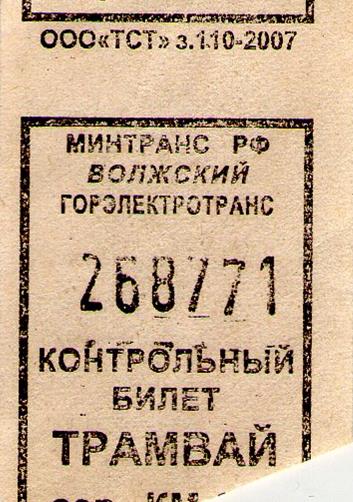 ООО«ТСТ» з.110-2007
МИНТРАНС РФ
ВОЛЖСКИЙ
ГОРЭЛЕКТРОТРАНС
268771
КОНТРОЛЬНЫЙ
БИЛЕТ
ТРАМВАЙ